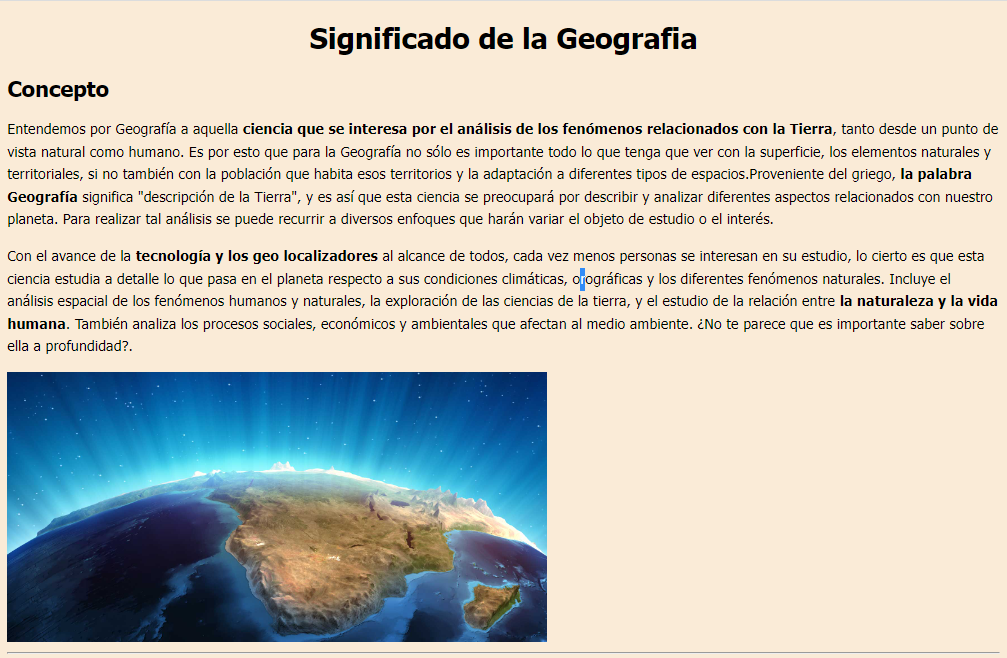 Significado de la Geografia
Concepto
Entendemos por Geografía a aquella ciencia que se interesa por el análisis de los fenómenos relacionados con la Tierra, tanto desde un punto de
vista natural como humano. Es por esto que para la Geografía no sólo es importante todo lo que tenga que ver con la superficie, los elementos naturales y
territoriales, si no también con la población que habita esos territorios y la adaptación a diferentes tipos de espacios.Proveniente del griego, la palabra
Geografía significa "descripción de la Tierra", y es así que esta ciencia se preocupará por describir y analizar diferentes aspectos relacionados con nuestro
planeta. Para realizar tal análisis se puede recurrir a diversos enfoques que harán variar el objeto de estudio o el interés.
Con el avance de la tecnología y los geo localizadores al alcance de todos, cada vez menos personas se interesan en su estudio, lo cierto es que esta
ciencia estudia a detalle lo que pasa en el planeta respecto a sus condiciones climáticas, orográficas y los diferentes fenómenos naturales. Incluye el
análisis espacial de los fenómenos humanos y naturales, la exploración de las ciencias de la tierra, y el estudio de la relación entre la naturaleza y la vida
humana. También analiza los procesos sociales, económicos y ambientales que afectan al medio ambiente. ¿No te parece que es importante saber sobre
ella a profundidad?.